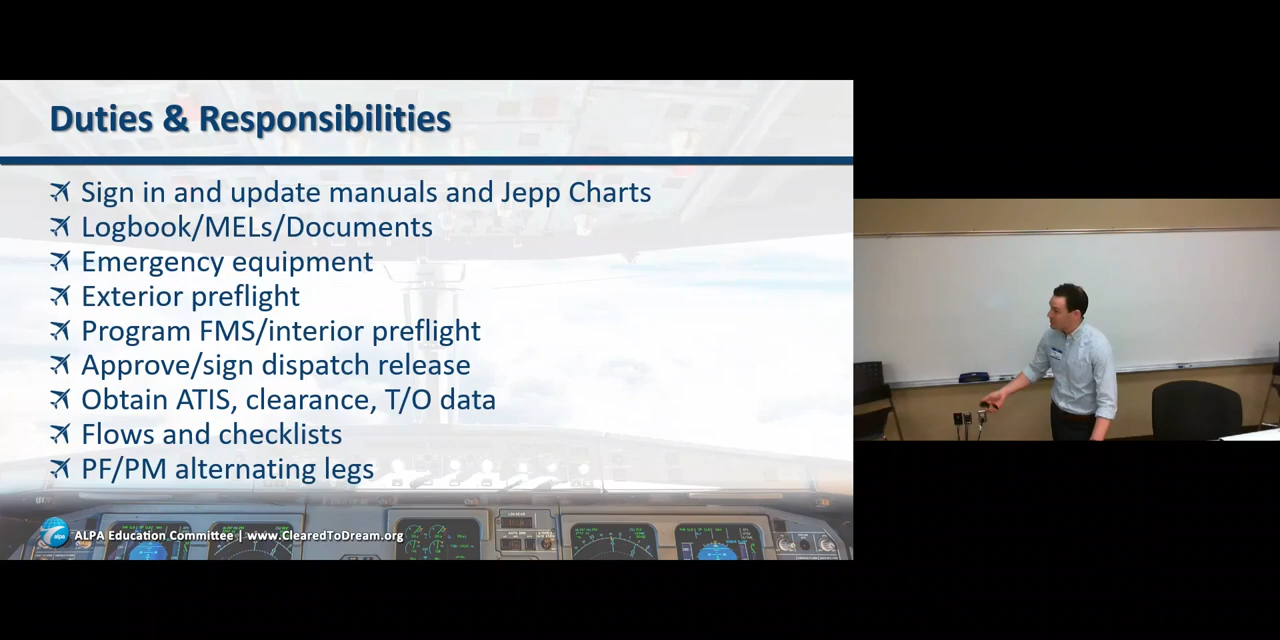 Duties & Responsibilities
Sign in and update manuals and Jepp Charts
Logbook/MELs/Documents
Emergency equipment
Exterior preflight
Program FMS/interior preflight
Approve/sign dispatch release
Obtain ATIS, clearance, T/O data
Flows and checklists
PF/PM alternating legs
alpa
ALPA Education Committee | www.ClearedToDream.org